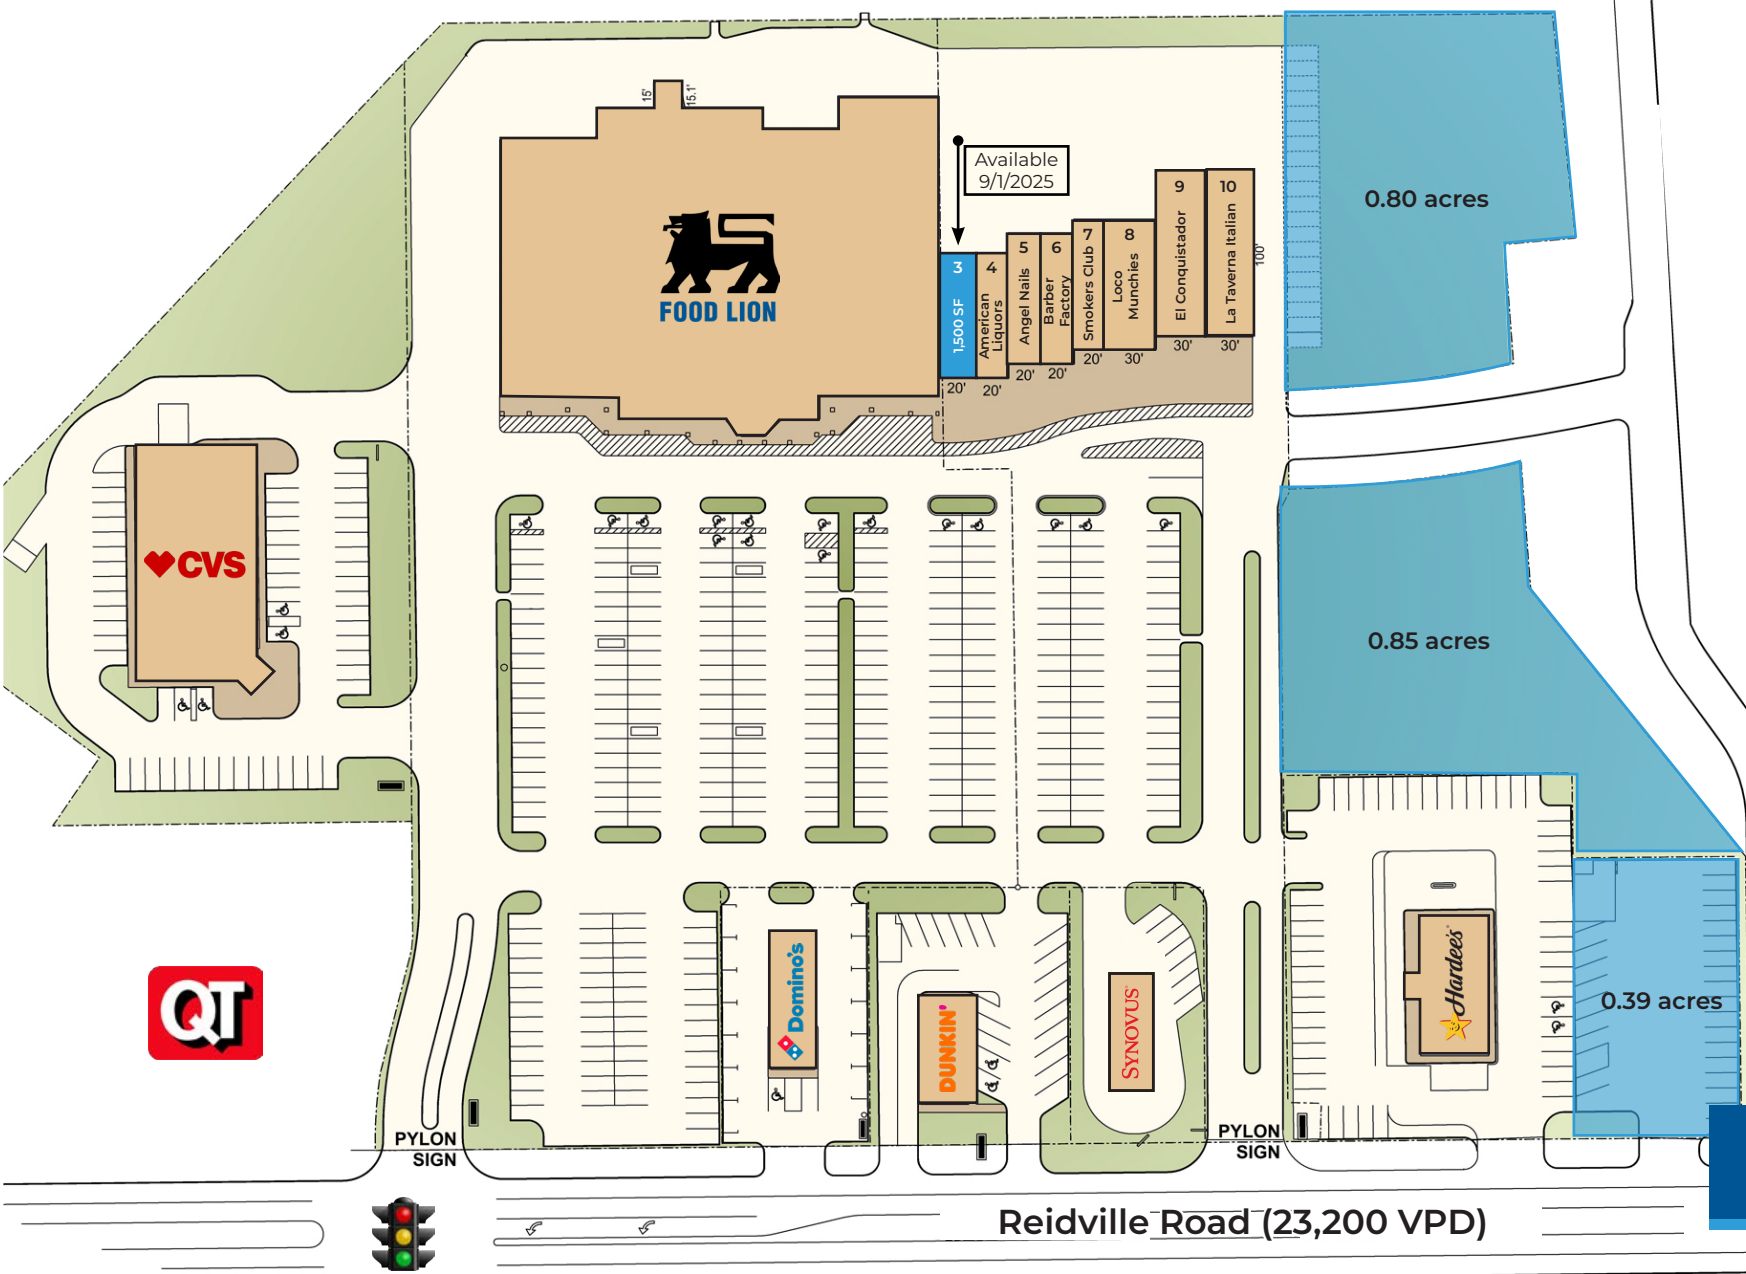 15'
15.1'
Available
9/1/2025
0.80 acres
FOOD LION
3
1,500 SF
20'
4
American
Liquors
20'
5
Angel Nails
20'
6
Barber
Factory
20'
7
Smokers Club
20'
8
Loco
Munchies
30'
9
El Conquistador
30'
10
La Taverna Italian
30'
100'
CVS
0.85 acres
QT
Domino's
DUNKIN'
SYNOVUS
Hardee's
0.39 acres
PYLON
SIGN
PYLON
SIGN
Reidville Road (23,200 VPD)